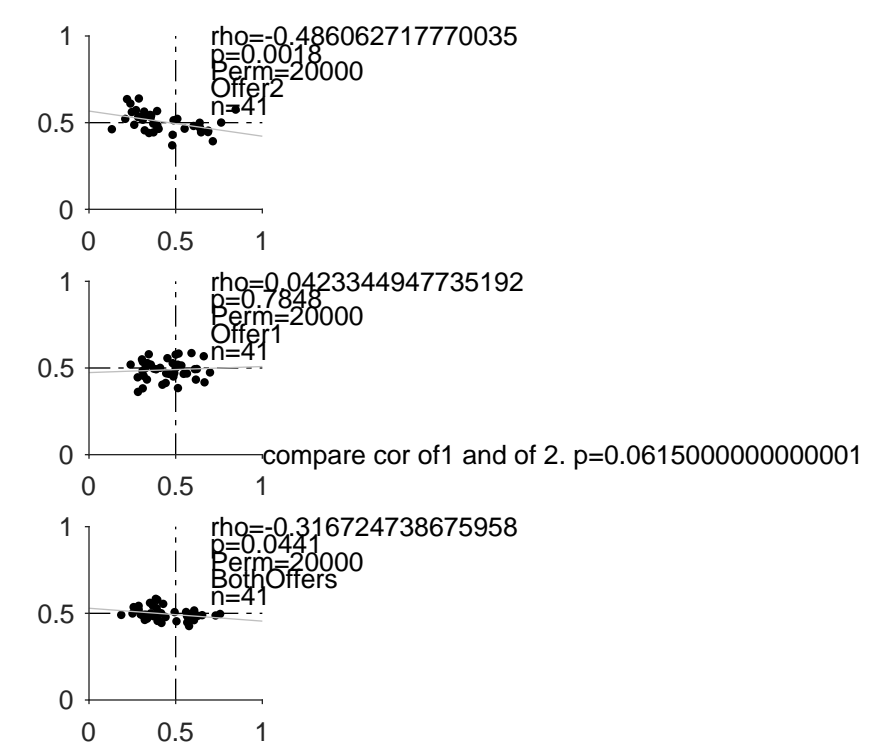 1
rho=-0.486062717770035
p=0.0018
Perm=20000
Offer2
n=41
0.5
0
0
0.5
1
1
rho=0.0423344947735192
p=0.7848
Perm=20000
Offer1
n=41
0.5
0
compare cor of1 and of 2. p=0.0615000000000001
0
0.5
1
1
rho=-0.316724738675958
p=0.0441
Perm=20000
BothOffers
n=41
0.5
0
0
0.5
1